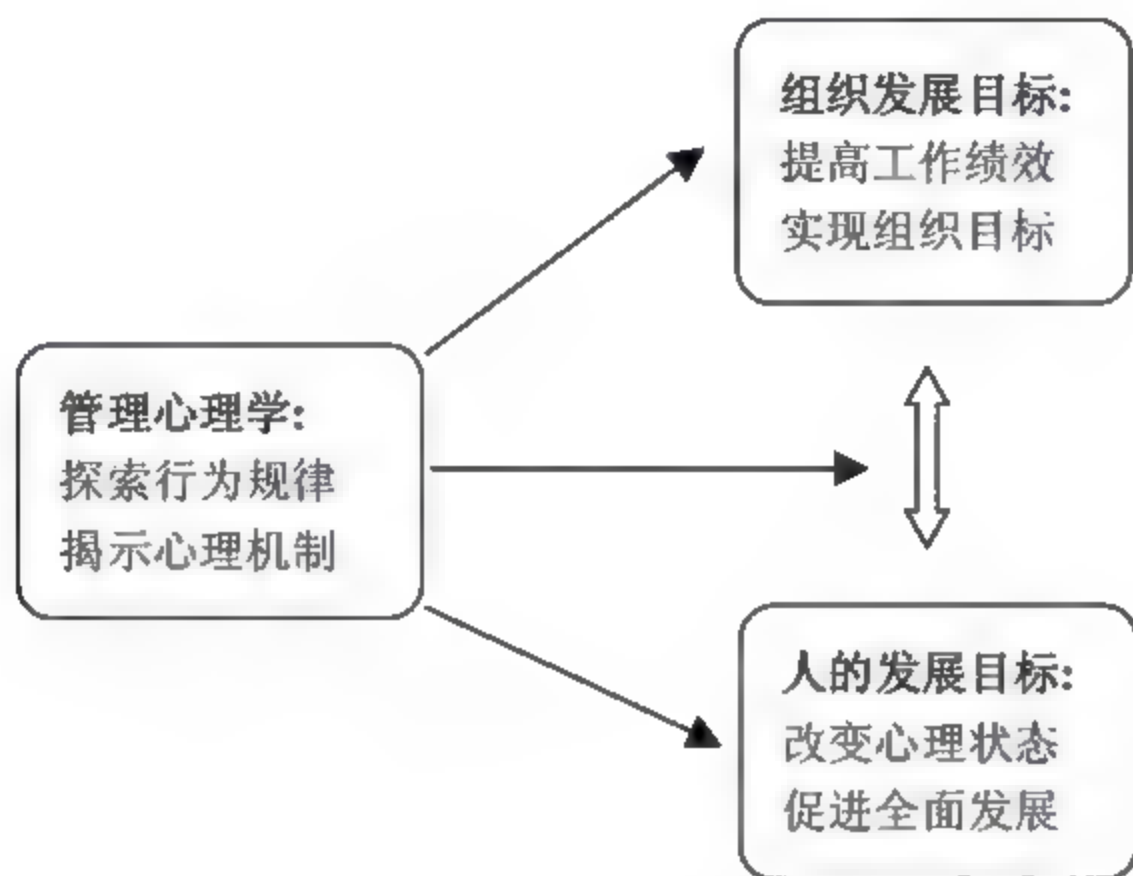 组织发展目标:
提高工作绩效
实现组织目标
管理心理学:
探索行为规律
揭示心理机制
人的发展目标:
改变心理状态
促进全面发展